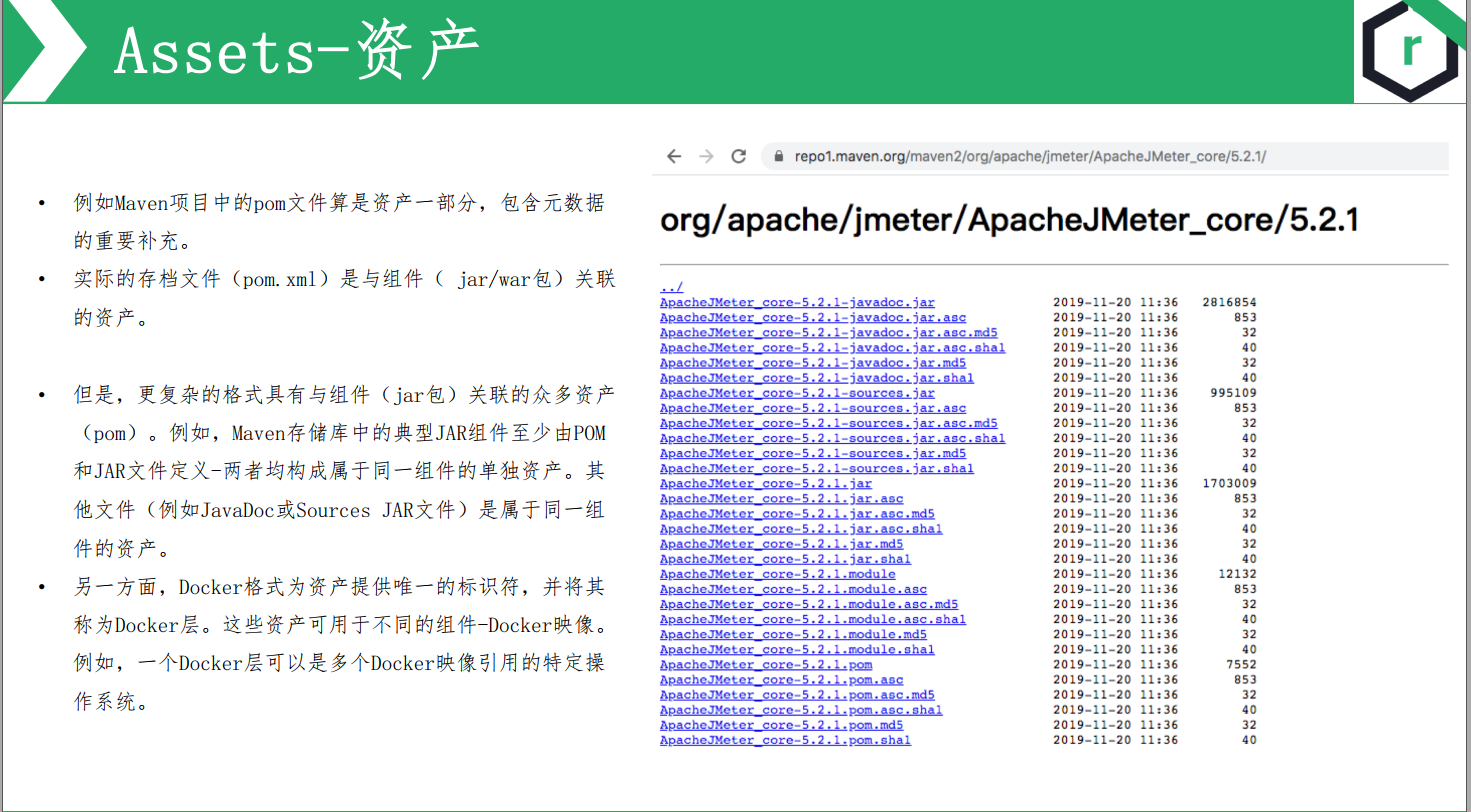 Assets-资产
r
例如Maven项目中的pom文件算是资产一部分，包含元数据
的重要补充。
实际的存档文件（pom.xml）是与组件（ jar/war包）关联
的资产。
但是，更复杂的格式具有与组件（jar包）关联的众多资产
（pom）。例如，Maven存储库中的典型JAR组件至少由POM
和JAR文件定义-两者均构成属于同一组件的单独资产。其
他文件（例如JavaDoc或Sources JAR文件）是属于同一组
件的资产。
另一方面，Docker格式为资产提供唯一的标识符，并将其
称为Docker层。这些资产可用于不同的组件-Docker映像。
例如，一个Docker层可以是多个Docker映像引用的特定操
作系统。
repo1.maven.org/maven2/org/apache/jmeter/ApacheJMeter_core/5.2.1/
org/apache/jmeter/ApacheJMeter_core/5.2.1
../
ApacheJMeter_core-5.2.1-javadoc.jar 2019-11-20 11:36 2816854
ApacheJMeter_core-5.2.1-javadoc.jar.asc 2019-11-20 11:36 853
ApacheJMeter_core-5.2.1-javadoc.jar.asc.md5 2019-11-20 11:36 32
ApacheJMeter_core-5.2.1-javadoc.jar.asc.sha1 2019-11-20 11:36 40
ApacheJMeter_core-5.2.1-javadoc.jar.md5 2019-11-20 11:36 32
ApacheJMeter_core-5.2.1-javadoc.jar.sha1 2019-11-20 11:36 40
ApacheJMeter_core-5.2.1-sources.jar 2019-11-20 11:36 995109
ApacheJMeter_core-5.2.1-sources.jar.asc 2019-11-20 11:36 853
ApacheJMeter_core-5.2.1-sources.jar.asc.md5 2019-11-20 11:36 32
ApacheJMeter_core-5.2.1-sources.jar.asc.sha1 2019-11-20 11:36 40
ApacheJMeter_core-5.2.1-sources.jar.md5 2019-11-20 11:36 32
ApacheJMeter_core-5.2.1-sources.jar.sha1 2019-11-20 11:36 40
ApacheJMeter_core-5.2.1.jar 2019-11-20 11:36 1703009
ApacheJMeter_core-5.2.1.jar.asc 2019-11-20 11:36 853
ApacheJMeter_core-5.2.1.jar.asc.md5 2019-11-20 11:36 32
ApacheJMeter_core-5.2.1.jar.asc.sha1 2019-11-20 11:36 40
ApacheJMeter_core-5.2.1.jar.md5 2019-11-20 11:36 32
ApacheJMeter_core-5.2.1.jar.sha1 2019-11-20 11:36 40
ApacheJMeter_core-5.2.1.module 2019-11-20 11:36 12132
ApacheJMeter_core-5.2.1.module.asc 2019-11-20 11:36 853
ApacheJMeter_core-5.2.1.module.asc.md5 2019-11-20 11:36 32
ApacheJMeter_core-5.2.1.module.asc.sha1 2019-11-20 11:36 40
ApacheJMeter_core-5.2.1.module.md5 2019-11-20 11:36 32
ApacheJMeter_core-5.2.1.module.sha1 2019-11-20 11:36 40
ApacheJMeter_core-5.2.1.pom 2019-11-20 11:36 7552
ApacheJMeter_core-5.2.1.pom.asc 2019-11-20 11:36 853
ApacheJMeter_core-5.2.1.pom.asc.md5 2019-11-20 11:36 32
ApacheJMeter_core-5.2.1.pom.asc.sha1 2019-11-20 11:36 40
ApacheJMeter_core-5.2.1.pom.md5 2019-11-20 11:36 32
ApacheJMeter_core-5.2.1.pom.sha1 2019-11-20 11:36 40